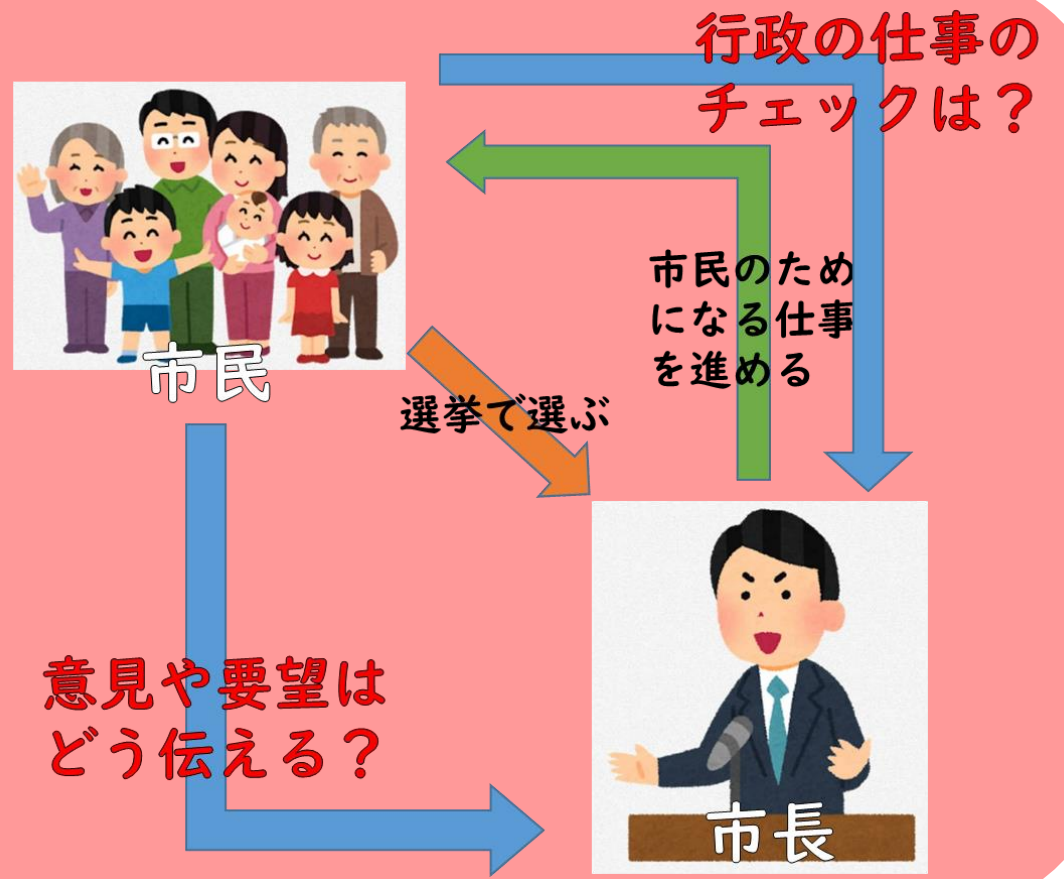 行政の仕事の
チェックは？
市民のため
になる仕事
を進める
市民
選挙で選ぶ
意見や要望は
どう伝える？
市長